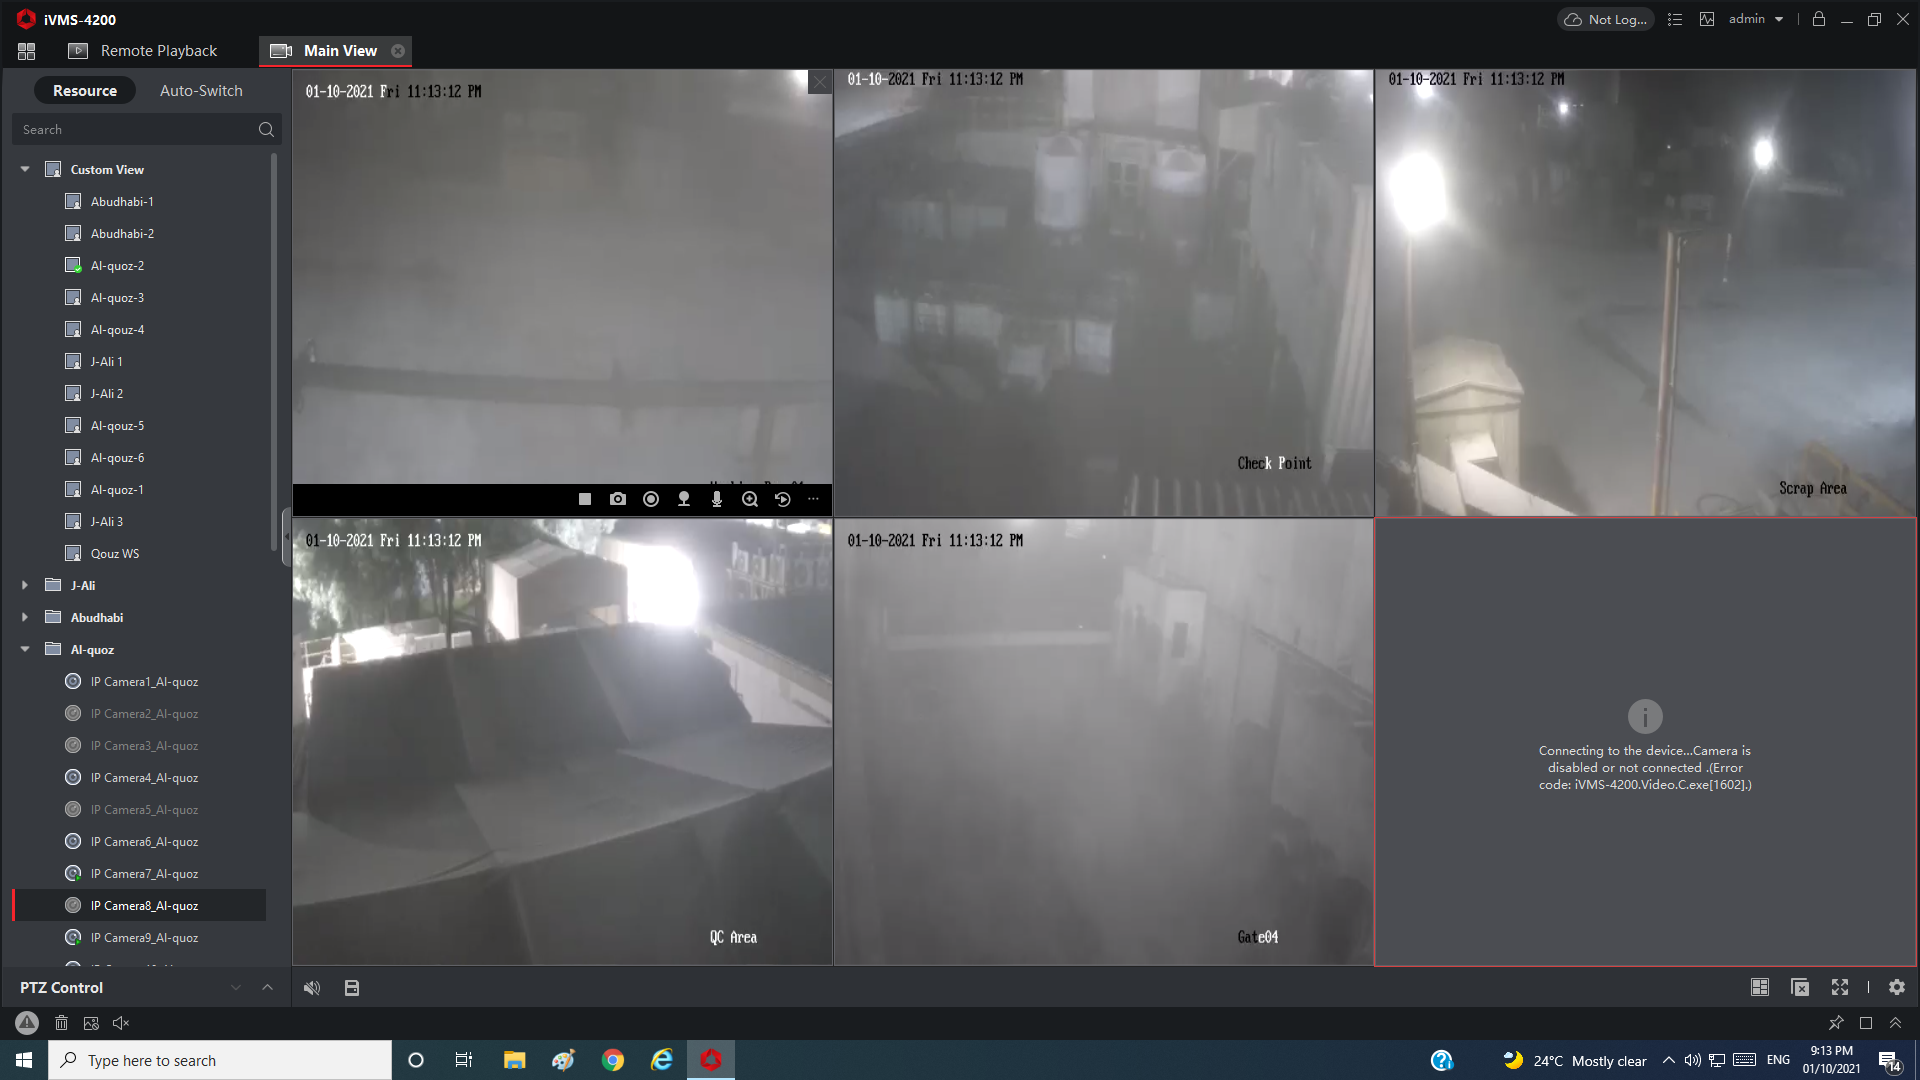 iVMS-4200
Not Log...
admin
Remote Playback
Main View
Resource
Auto-Switch
Search
Custom View
Abudhabi-1
Abudhabi-2
Al-quoz-2
Al-quoz-3
Al-qouz-4
J-Ali 1
J-Ali 2
Al-qouz-5
Al-qouz-6
Al-quoz-1
J-Ali 3
Qouz WS
J-Ali
Abudhabi
Al-quoz
IP Camera1_Al-quoz
IP Camera2_Al-quoz
IP Camera3_Al-quoz
IP Camera4_Al-quoz
IP Camera5_Al-quoz
IP Camera6_Al-quoz
IP Camera7_Al-quoz
IP Camera8_Al-quoz
IP Camera9_Al-quoz
PTZ Control
01-10-2021 Fri 11:13:12 PM
01-10-2021 Fri 11:13:12 PM
Check Point
01-10-2021 Fri 11:13:12 PM
Scrap Area
01-10-2021 Fri 11:13:12 PM
QC Area
01-10-2021 Fri 11:13:12 PM
Gate04
Connecting to the device...Camera is
disabled or not connected .(Error
code: iVMS-4200.Video.C.exe[1602].)
Type here to search
24°C Mostly clear
ENG
9:13 PM
01/10/2021
14